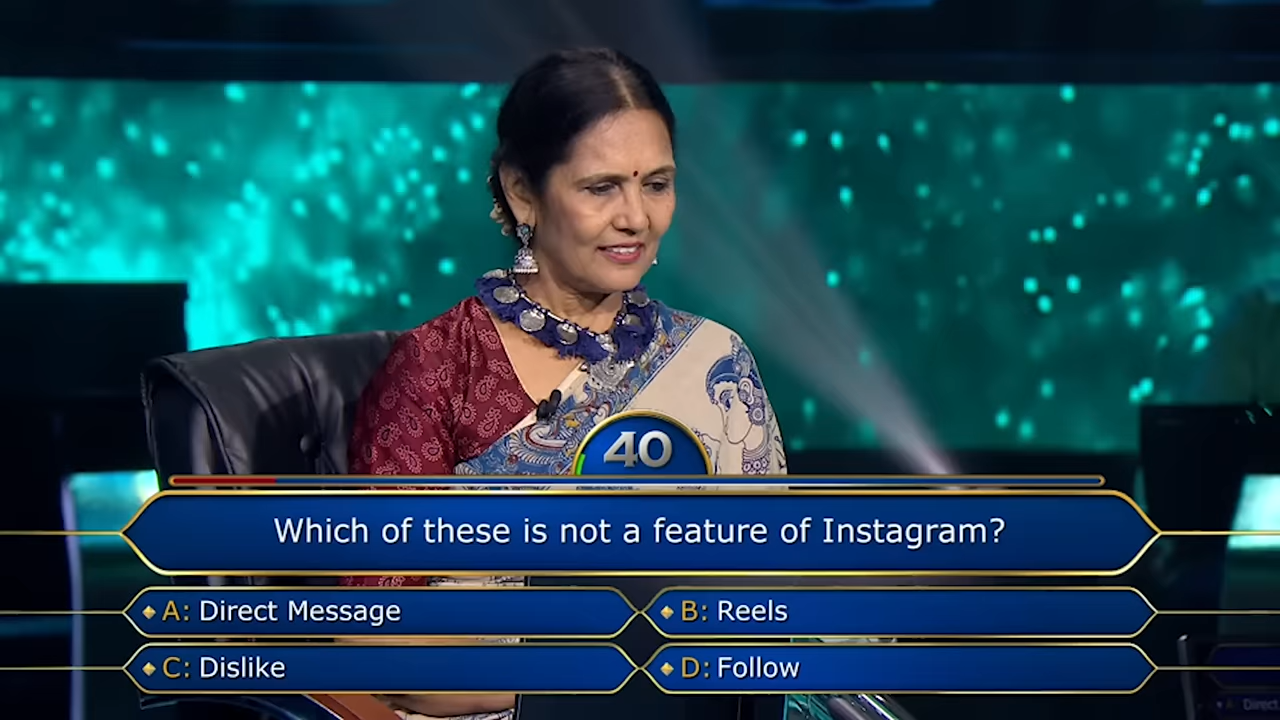 40
Which of these is not a feature of Instagram?
A: Direct Message
B: Reels
C: Dislike
D: Follow